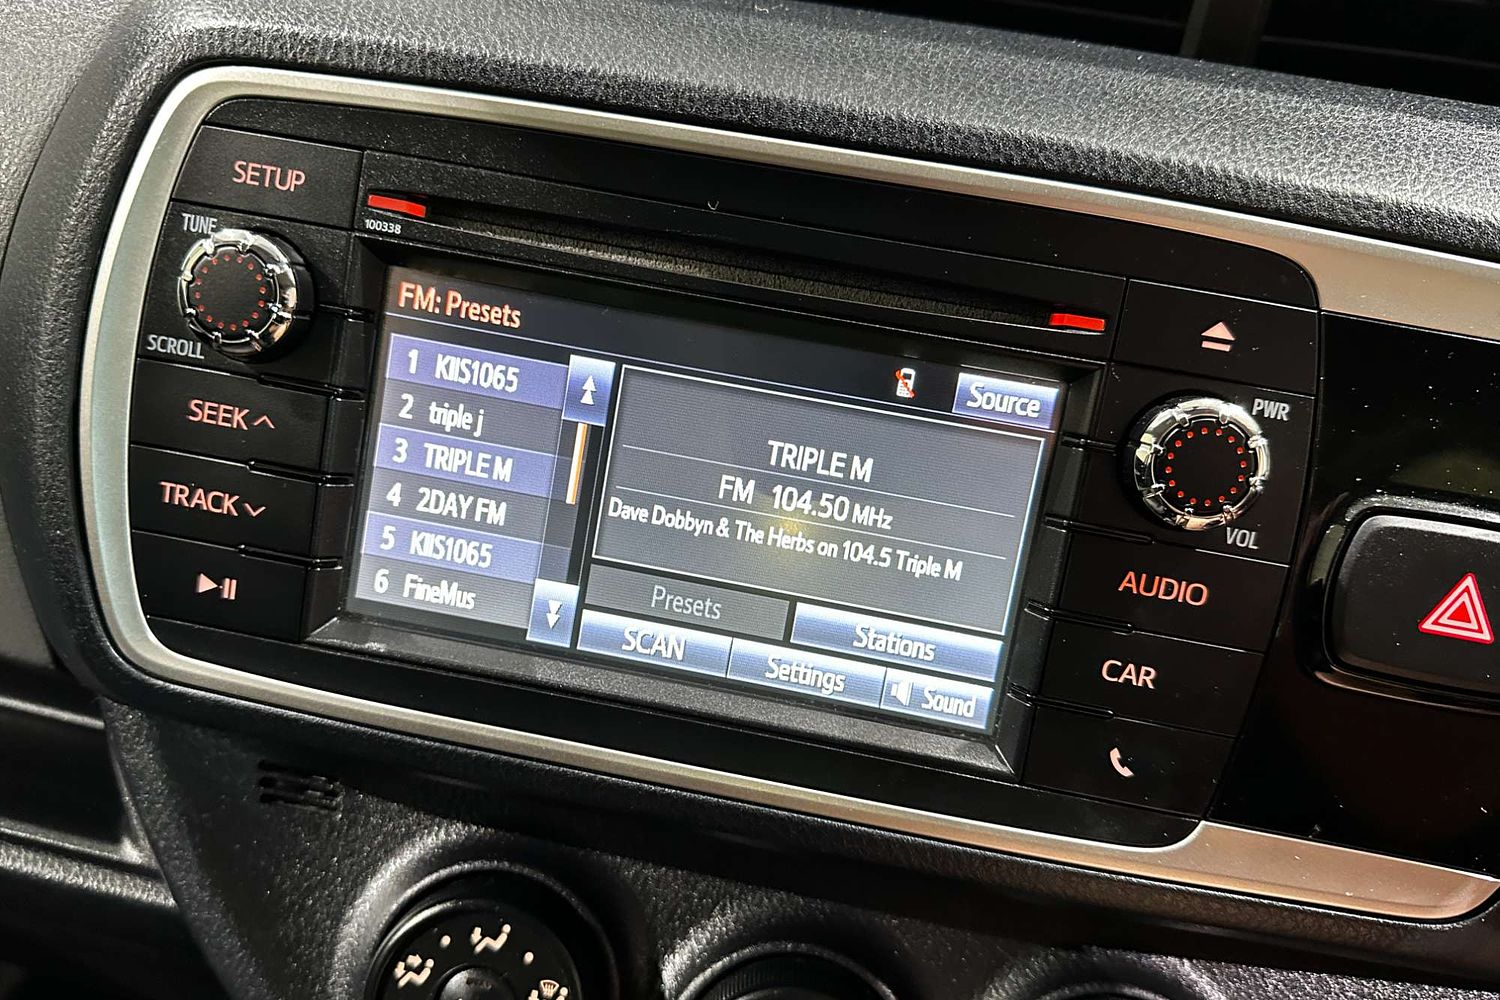 SETUP
TUNE
SCROLL
100338
SEEK
TRACK
FM: Presets
1 KIIS1065
2 triple j
3 TRIPLE M
4 2DAY FM
5 KIIS1065
6 FineMus
Source
TRIPLE M
FM 104.50 MHz
Dave Dobbyn & The Herbs on 104.5 Triple M
Presets
Stations
SCAN
Settings
Sound
PWR
VOL
AUDIO
CAR